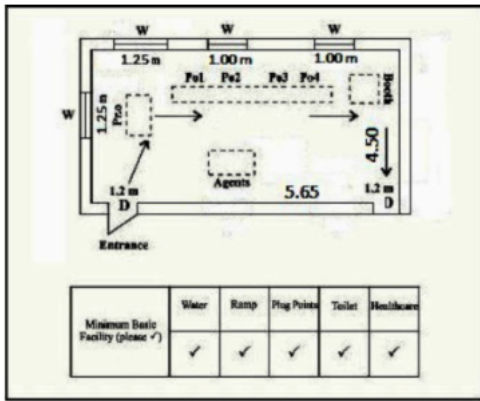 W W W
1.25 m 1.00 m 1.00 m
Po1 Po2 Po3 Po4
Booth
W
1.25 m
Pr.o
4.50
Agents
5.65
1.2 m
D
1.2 m
D
Entrance
Minimum Basic
Facility (please ✓)
Water Ramp Plug Points Toilet Healthcare
✓ ✓ ✓ ✓ ✓